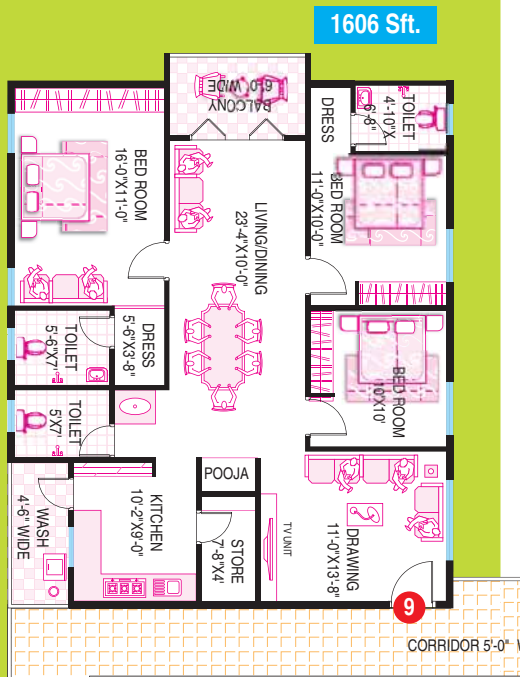 1606 Sft.
BALCONY
6'-0" WIDE
TOILET
4'-10"X
6'-8"
DRESS
BED ROOM
11'-0"X10'-0"
BED ROOM
16'-0"X11'-0"
LIVING/DINING
23'-4"X10'-0"
DRESS
5'-6"X3'-8"
TOILET
5'-6"X7'
BED ROOM
10'X10'
TOILET
5'X7'
POOJA
KITCHEN
10'-2"X9'-0"
STORE
7'-8"X4'
TV UNIT
DRAWING
11'-0"X13'-8"
WASH
4'-6" WIDE
9
CORRIDOR 5'-0" W